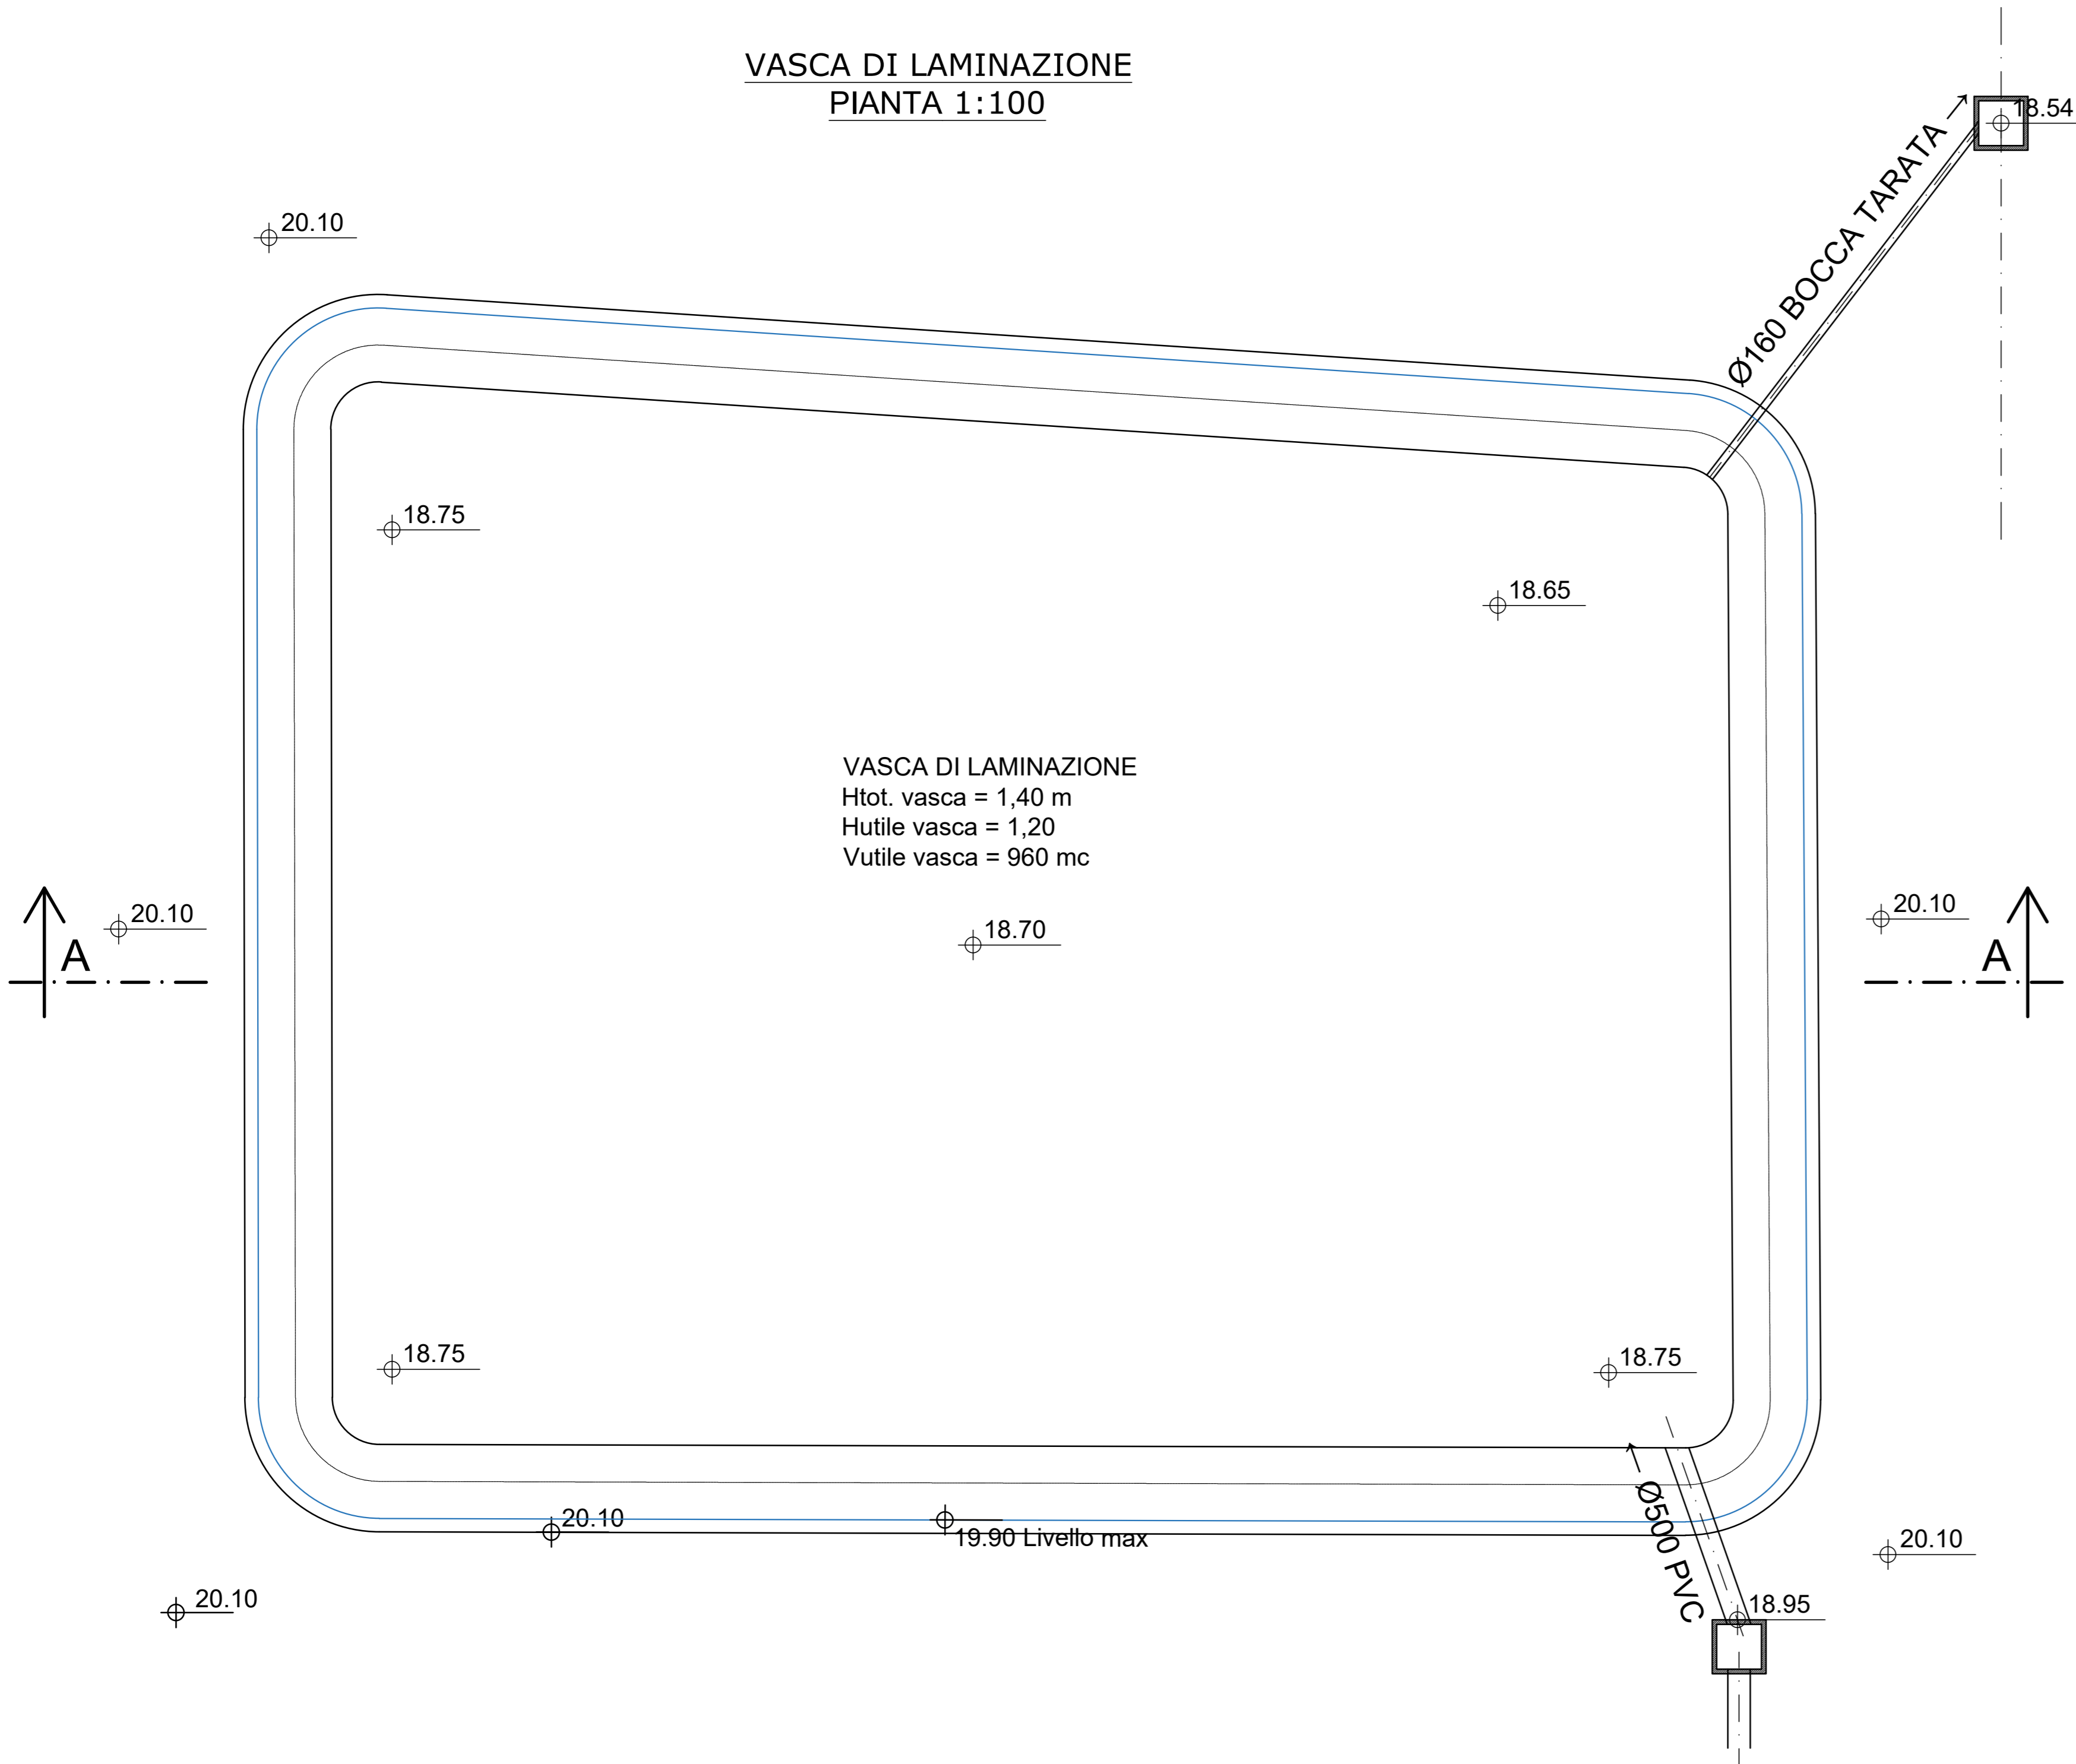 VASCA DI LAMINAZIONE
PIANTA 1:100
18.54
Ø160 BOCCA TARATA
20.10
18.75
18.65
VASCA DI LAMINAZIONE
Htot. vasca = 1,40 m
Hutile vasca = 1,20
Vutile vasca = 960 mc
20.10
20.10
A
A
18.70
18.75
18.75
20.10
19.90 Livello max
Ø500 PVC
20.10
20.10
18.95